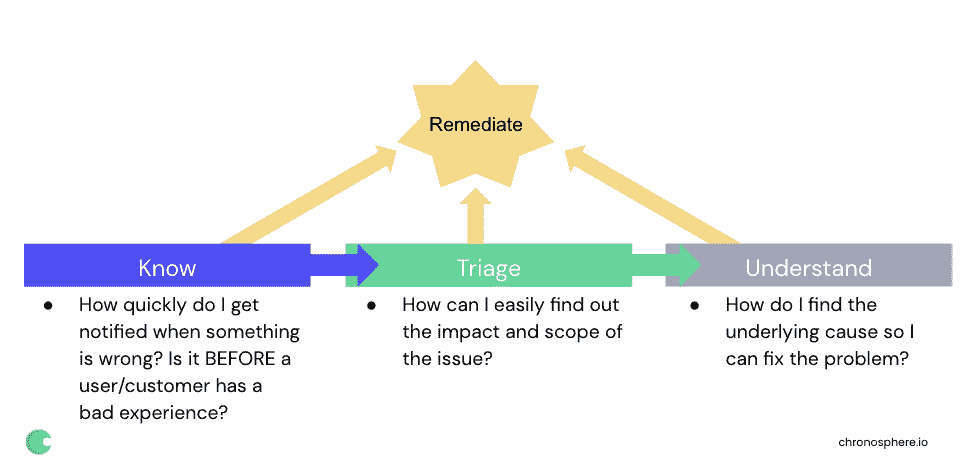 Remediate
Know
Triage
Understand
● How quickly do I get
notified when something
is wrong? Is it BEFORE a
user/customer has a
bad experience?
● How can I easily find out
the impact and scope of
the issue?
● How do I find the
underlying cause so I
can fix the problem?
chronosphere.io